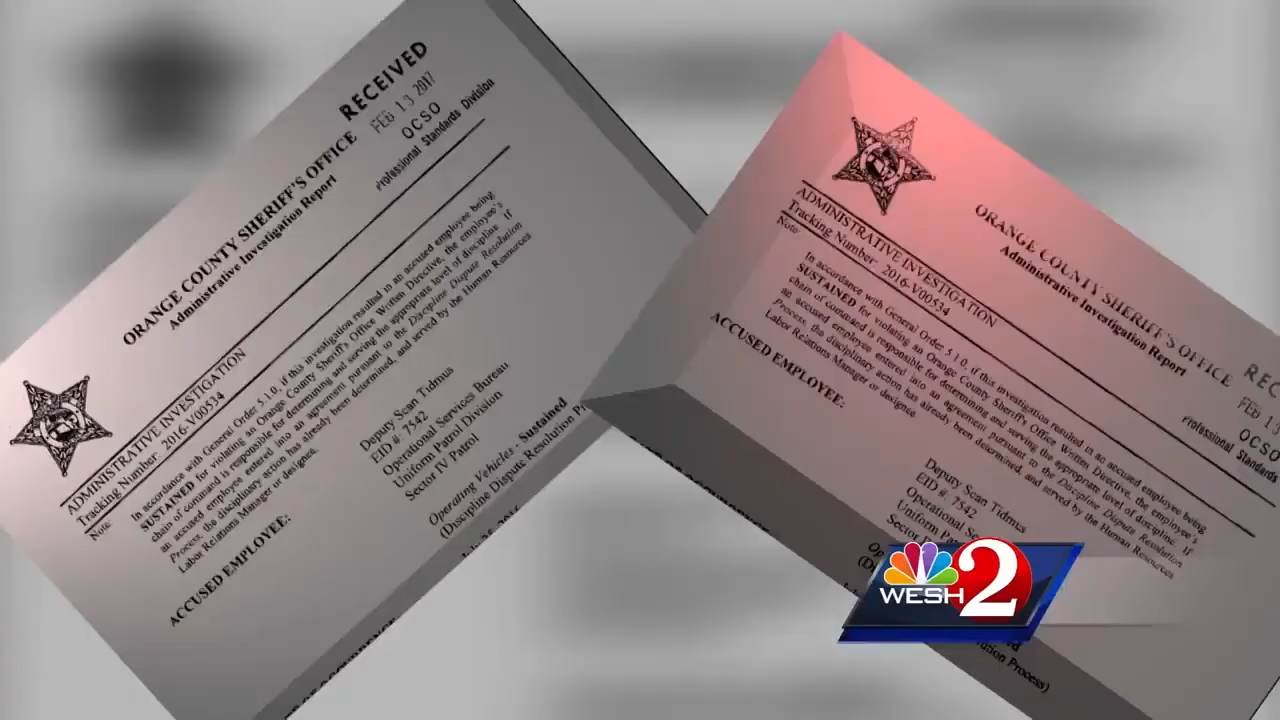 RECEIVED
FEB 13 2017
OCSO
Professional Standards Division
ORANGE COUNTY SHERIFF'S OFFICE
Administrative Investigation Report
ADMINISTRATIVE INVESTIGATION
Tracking Number: 2016-V00534
Note: In accordance with General Order 5.1.0, if this investigation resulted in an accused employee being
SUSTAINED for violating an Orange County Sheriff's Office Written Directive, the employee's
chain of command is responsible for determining and serving the appropriate level of discipline. If
an accused employee entered into an agreement pursuant to the Discipline Dispute Resolution
Process, the disciplinary action has already been determined, and served by the Human Resources
Labor Relations Manager or designee.
ACCUSED EMPLOYEE:
Deputy Sean Tidmus
EID #: 7542
Operational Services Bureau
Uniform Patrol Division
Sector IV Patrol
Operating Vehicles - Sustained
(Discipline Dispute Resolution Pr
REC
FEB 13
OCSO
Professional Standards
ORANGE COUNTY SHERIFF'S OFFICE
Administrative Investigation Report
ADMINISTRATIVE INVESTIGATION
Tracking Number: 2016-V00534
Note: In accordance with General Order 5.1.0, if this investigation resulted in an accused employee being
SUSTAINED for violating an Orange County Sheriff's Office Written Directive, the employee's
chain of command is responsible for determining and serving the appropriate level of discipline. If
an accused employee entered into an agreement pursuant to the Discipline Dispute Resolution
Process, the disciplinary action has already been determined, and served by the Human Resources
Labor Relations Manager or designee.
ACCUSED EMPLOYEE:
Deputy Sean Tidmus
EID #: 7542
Operational Se
Uniform Pa
Sector
Op
(D
ed
ution Process)
WESH 2